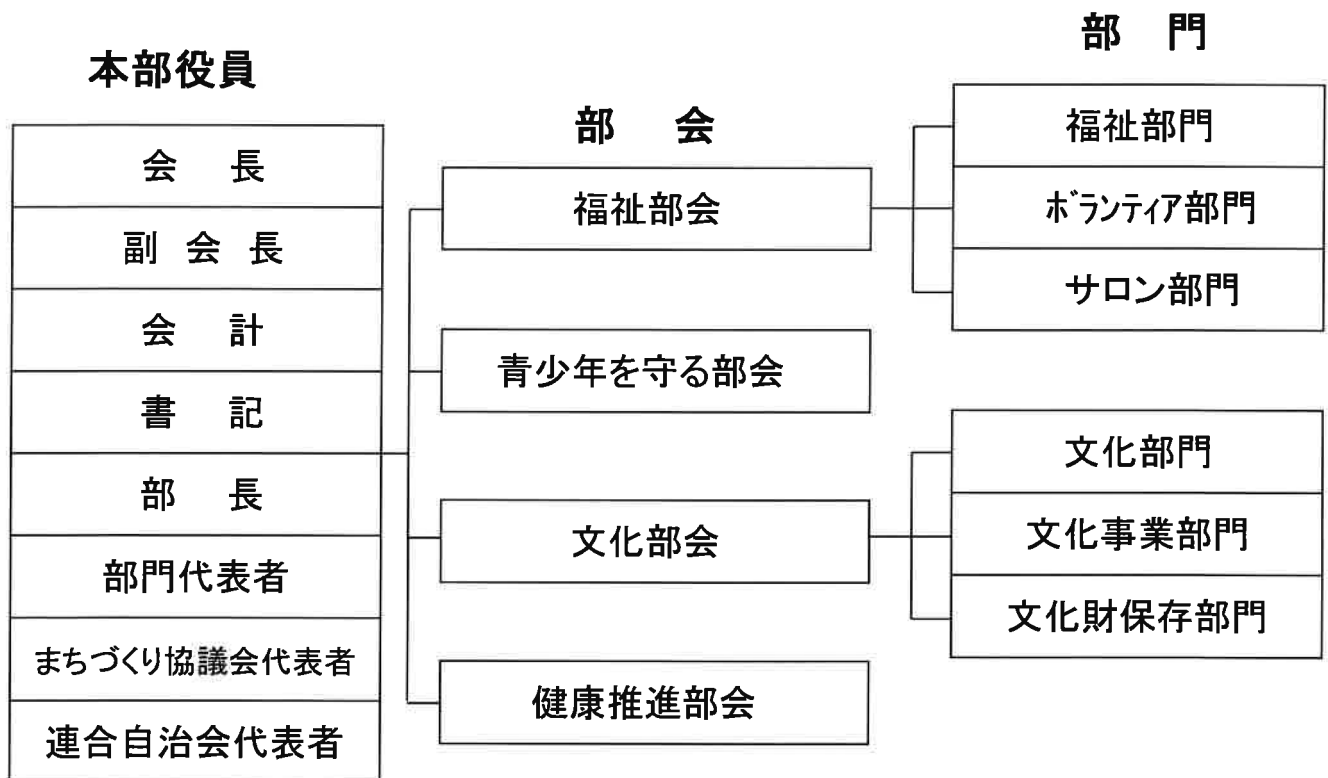 本部役員
会長
副会長
会計
書記
部長
部門代表者
まちづくり協議会代表者
連合自治会代表者
部会
福祉部会
青少年を守る部会
文化部会
健康推進部会
部門
福祉部門
ボランティア部門
サロン部門
文化部門
文化事業部門
文化財保存部門